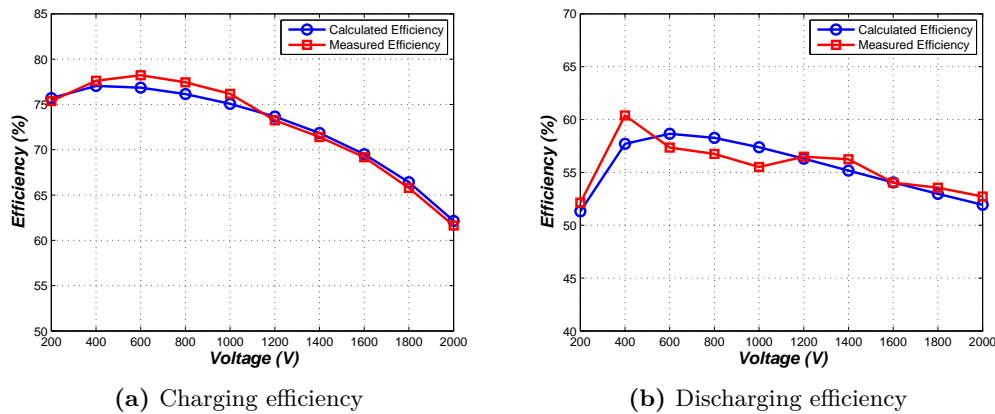 85
80
75
70
65
60
55
50
200 400 600 800 1000 1200 1400 1600 1800 2000
Efficiency (%)
Voltage (V)
Calculated Efficiency
Measured Efficiency
(a) Charging efficiency
70
65
60
55
50
45
40
200 400 600 800 1000 1200 1400 1600 1800 2000
Efficiency (%)
Voltage (V)
Calculated Efficiency
Measured Efficiency
(b) Discharging efficiency